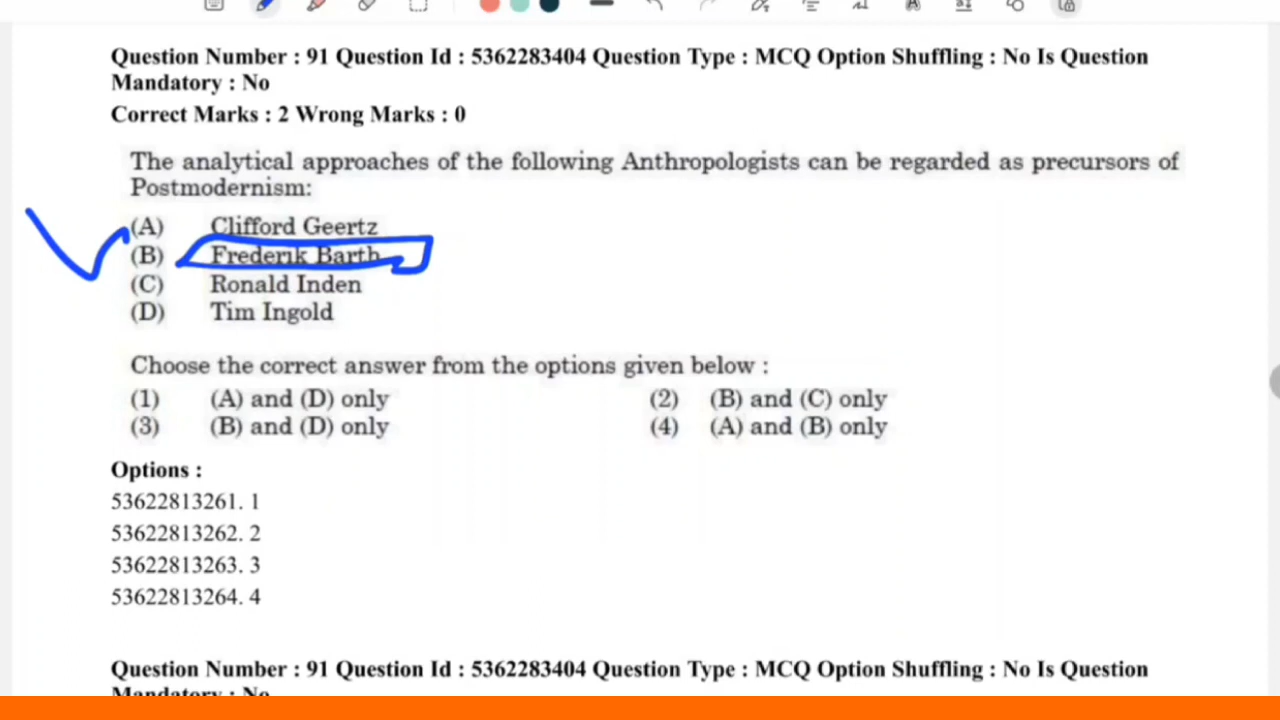 Question Number : 91 Question Id : 5362283404 Question Type : MCQ Option Shuffling : No Is Question
Mandatory : No
Correct Marks : 2 Wrong Marks : 0
The analytical approaches of the following Anthropologists can be regarded as precursors of
Postmodernism:
(A) Clifford Geertz
(B) Frederik Barth
(C) Ronald Inden
(D) Tim Ingold
Choose the correct answer from the options given below :
(1) (A) and (D) only (2) (B) and (C) only
(3) (B) and (D) only (4) (A) and (B) only
Options :
53622813261. 1
53622813262. 2
53622813263. 3
53622813264. 4
Question Number : 91 Question Id : 5362283404 Question Type : MCQ Option Shuffling : No Is Question
Mandatory : No